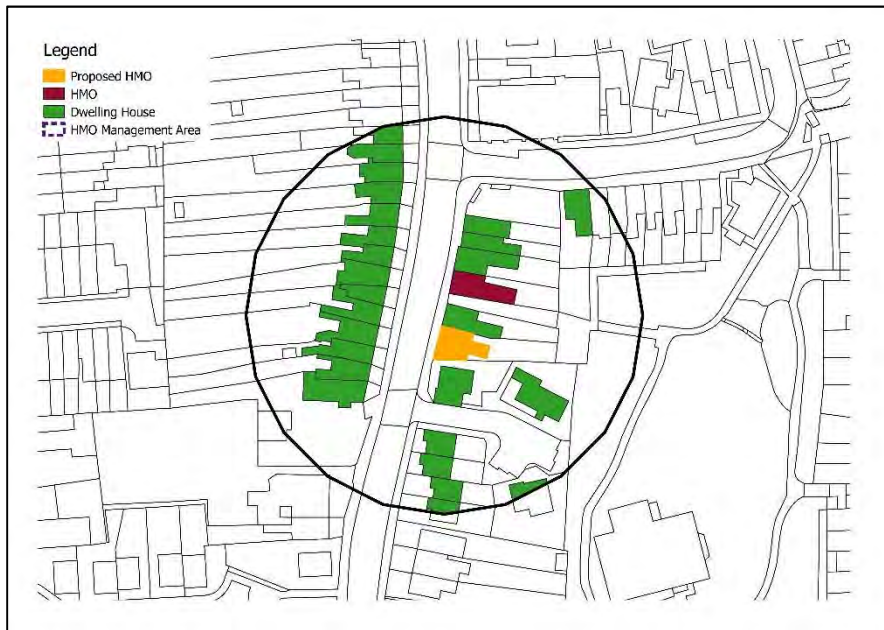 Legend
Proposed HMO
HMO
Dwelling House
HMO Management Area